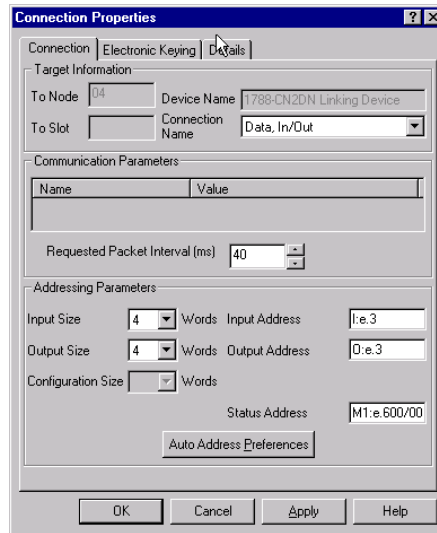 Connection Properties
Connection Electronic Keying Details
Target Information
To Node 04 Device Name 1788-CN2DN Linking Device
To Slot Connection Name Data, In/Out
Communication Parameters
Name Value
Requested Packet Interval (ms) 40
Addressing Parameters
Input Size 4 Words Input Address I:e.3
Output Size 4 Words Output Address O:e.3
Configuration Size Words
Status Address M1:e.600/00
Auto Address Preferences
OK Cancel Apply Help